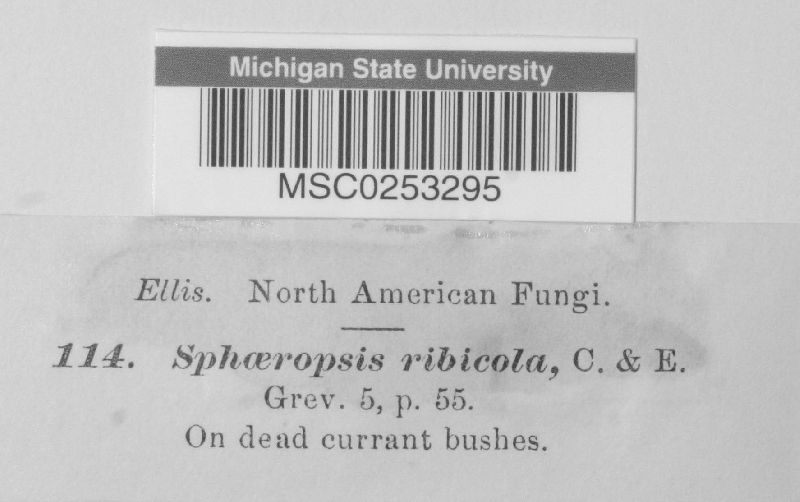 Michigan State University
MSC0253295
Ellis. North American Fungi.
114. Sphæropsis ribicola, C. & E.
Grev. 5, p. 55.
On dead currant bushes.